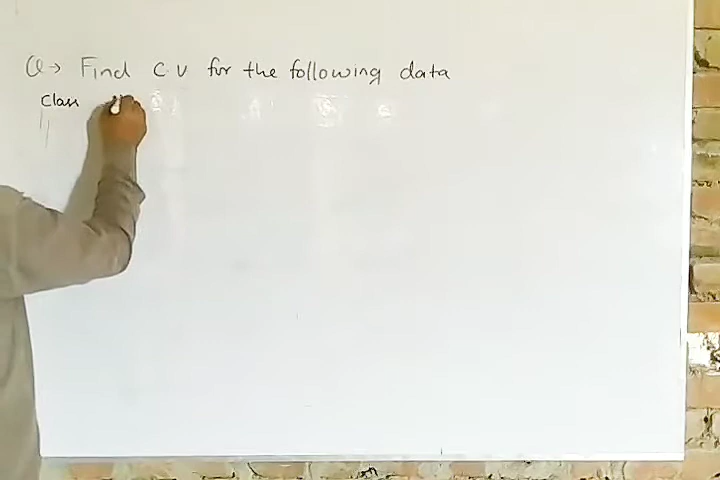 Q→ Find C.V for the following data
Class